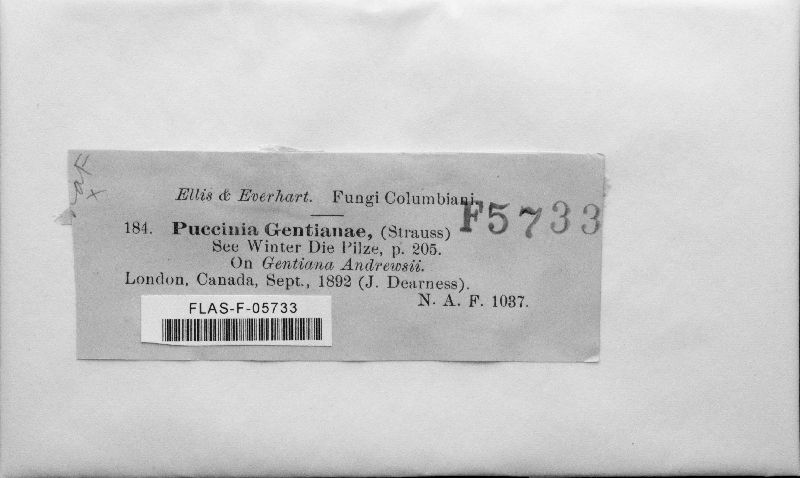 Ellis & Everhart. Fungi Columbiani.
F5733
184. Puccinia Gentianae, (Strauss)
See Winter Die Pilze, p. 205.
On Gentiana Andrewsii.
London, Canada, Sept., 1892 (J. Dearness).
N. A. F. 1037.
FLAS-F-05733